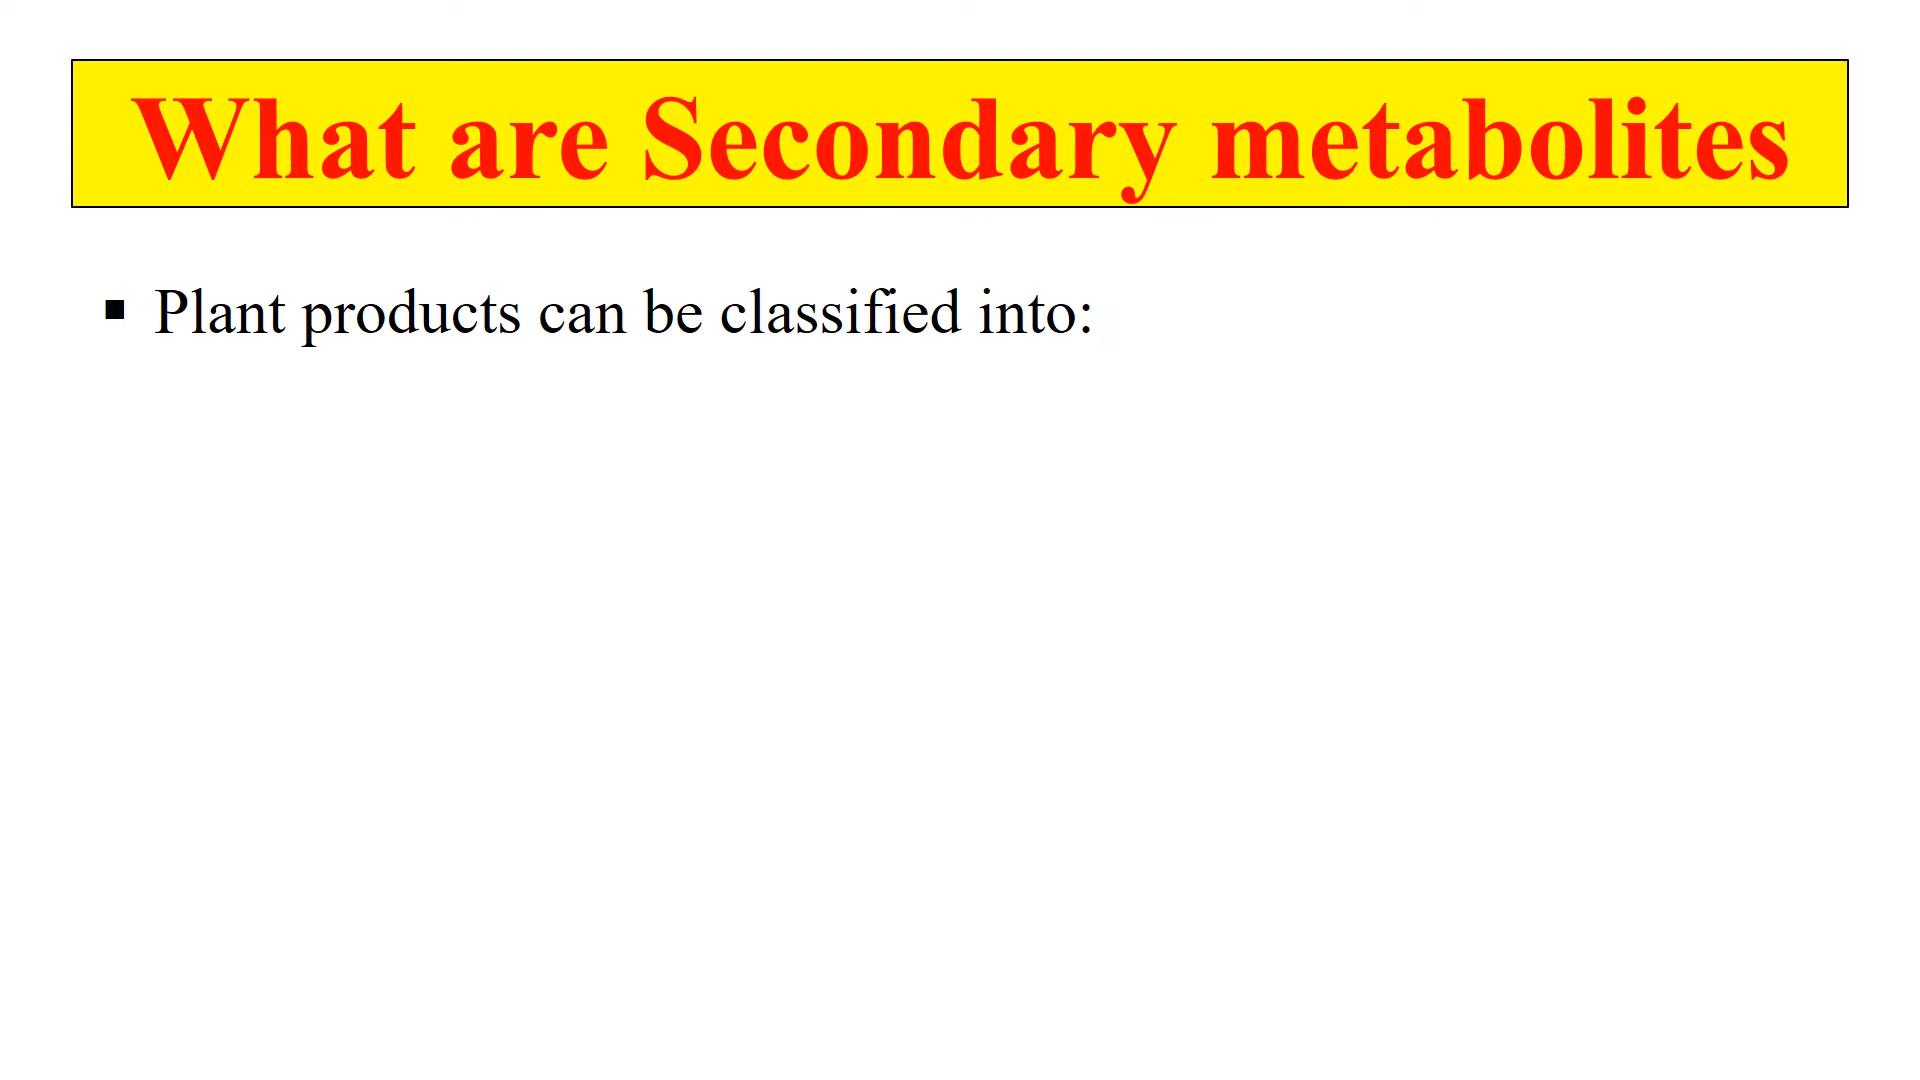 What are Secondary metabolites
▪ Plant products can be classified into: